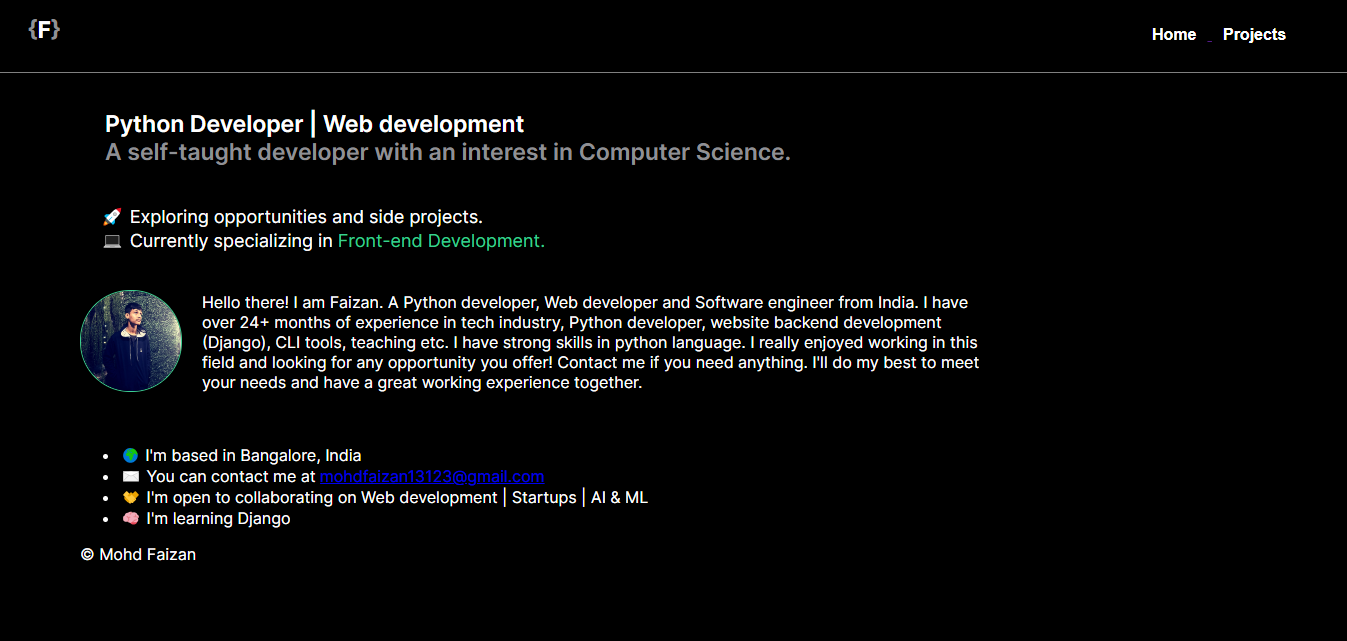 {F}
Home Projects
Python Developer | Web development
A self-taught developer with an interest in Computer Science.
🚀 Exploring opportunities and side projects.
💻 Currently specializing in Front-end Development.
Hello there! I am Faizan. A Python developer, Web developer and Software engineer from India. I have
over 24+ months of experience in tech industry, Python developer, website backend development
(Django), CLI tools, teaching etc. I have strong skills in python language. I really enjoyed working in this
field and looking for any opportunity you offer! Contact me if you need anything. I'll do my best to meet
your needs and have a great working experience together.
• 🌍 I'm based in Bangalore, India
• ✉️ You can contact me at mohdfaizan13123@gmail.com
• 🤝 I'm open to collaborating on Web development | Startups | AI & ML
• 🧠 I'm learning Django
© Mohd Faizan